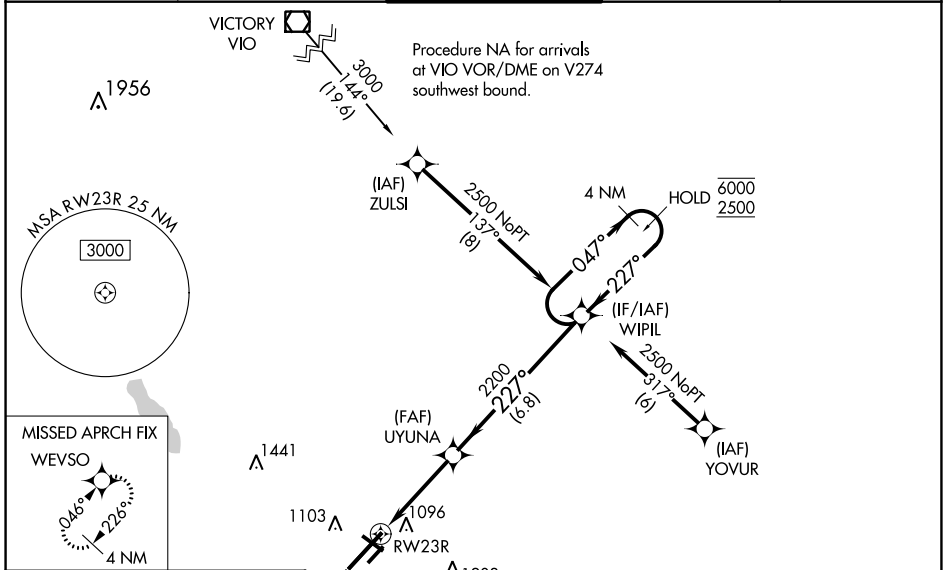 VICTORY
VIO
Procedure NA for arrivals
at VIO VOR/DME on V274
southwest bound.
3000
144°
(19.6)
1956
(IAF)
ZULSI
2500 NoPT
137°
(8)
4 NM
HOLD
6000
2500
MSA RW23R 25 NM
3000
047°
227°
(IF/IAF)
WIPIL
2500 NoPT
317°
(6)
(IAF)
YOVUR
2200
227°
(6.8)
(FAF)
UYUNA
MISSED APRCH FIX
WEVSO
046°
226°
4 NM
1441
1103
1096
RW23R